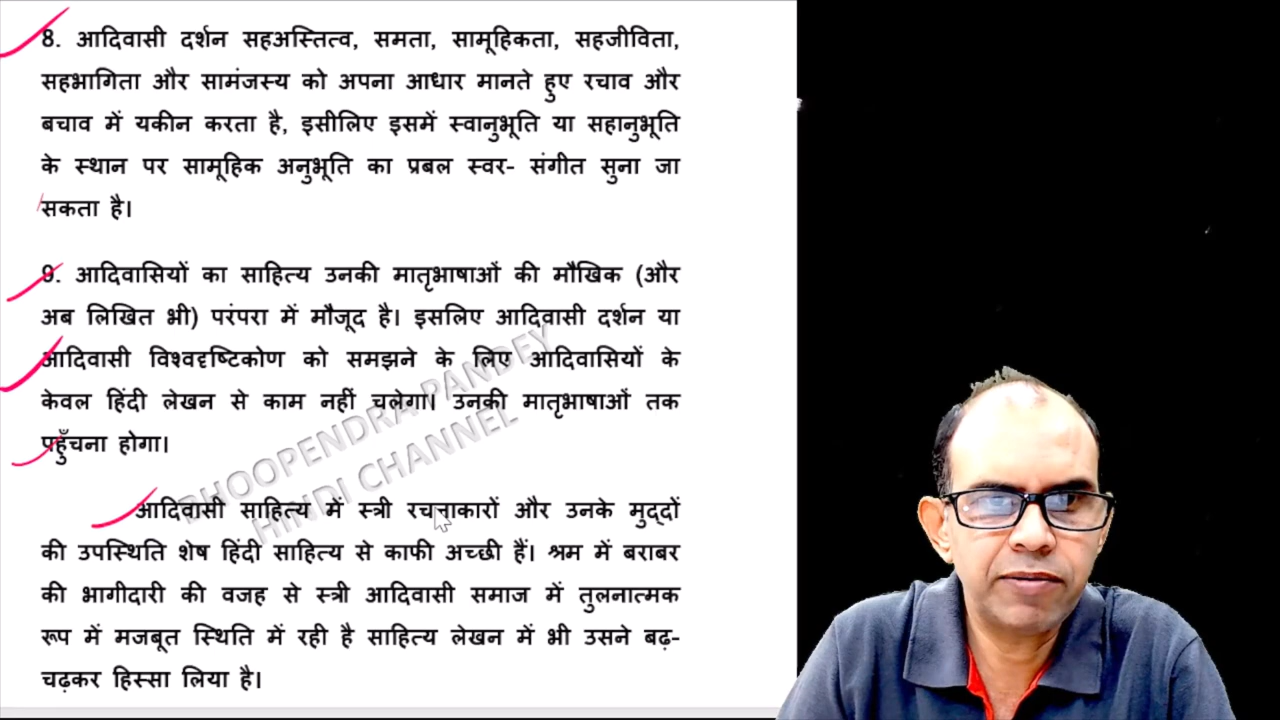 8. आदिवासी दर्शन सहअस्तित्व, समता, सामूहिकता, सहजीविता,
सहभागिता और सामंजस्य को अपना आधार मानते हुए रचाव और
बचाव में यकीन करता है, इसीलिए इसमें स्वानुभूति या सहानुभूति
के स्थान पर सामूहिक अनुभूति का प्रबल स्वर- संगीत सुना जा
सकता है।
9. आदिवासियों का साहित्य उनकी मातृभाषाओं की मौखिक (और
अब लिखित भी) परंपरा में मौजूद है। इसलिए आदिवासी दर्शन या
आदिवासी विश्वदृष्टिकोण को समझने के लिए आदिवासियों के
केवल हिंदी लेखन से काम नहीं चलेगा। उनकी मातृभाषाओं तक
पहुँचना होगा।
BHOOPENDRA PANDEY
HINDI CHANNEL
आदिवासी साहित्य में स्त्री रचनाकारों और उनके मुद्दों
की उपस्थिति शेष हिंदी साहित्य से काफी अच्छी हैं। श्रम में बराबर
की भागीदारी की वजह से स्त्री आदिवासी समाज में तुलनात्मक
रूप में मजबूत स्थिति में रही है साहित्य लेखन में भी उसने बढ़-
चढ़कर हिस्सा लिया है।